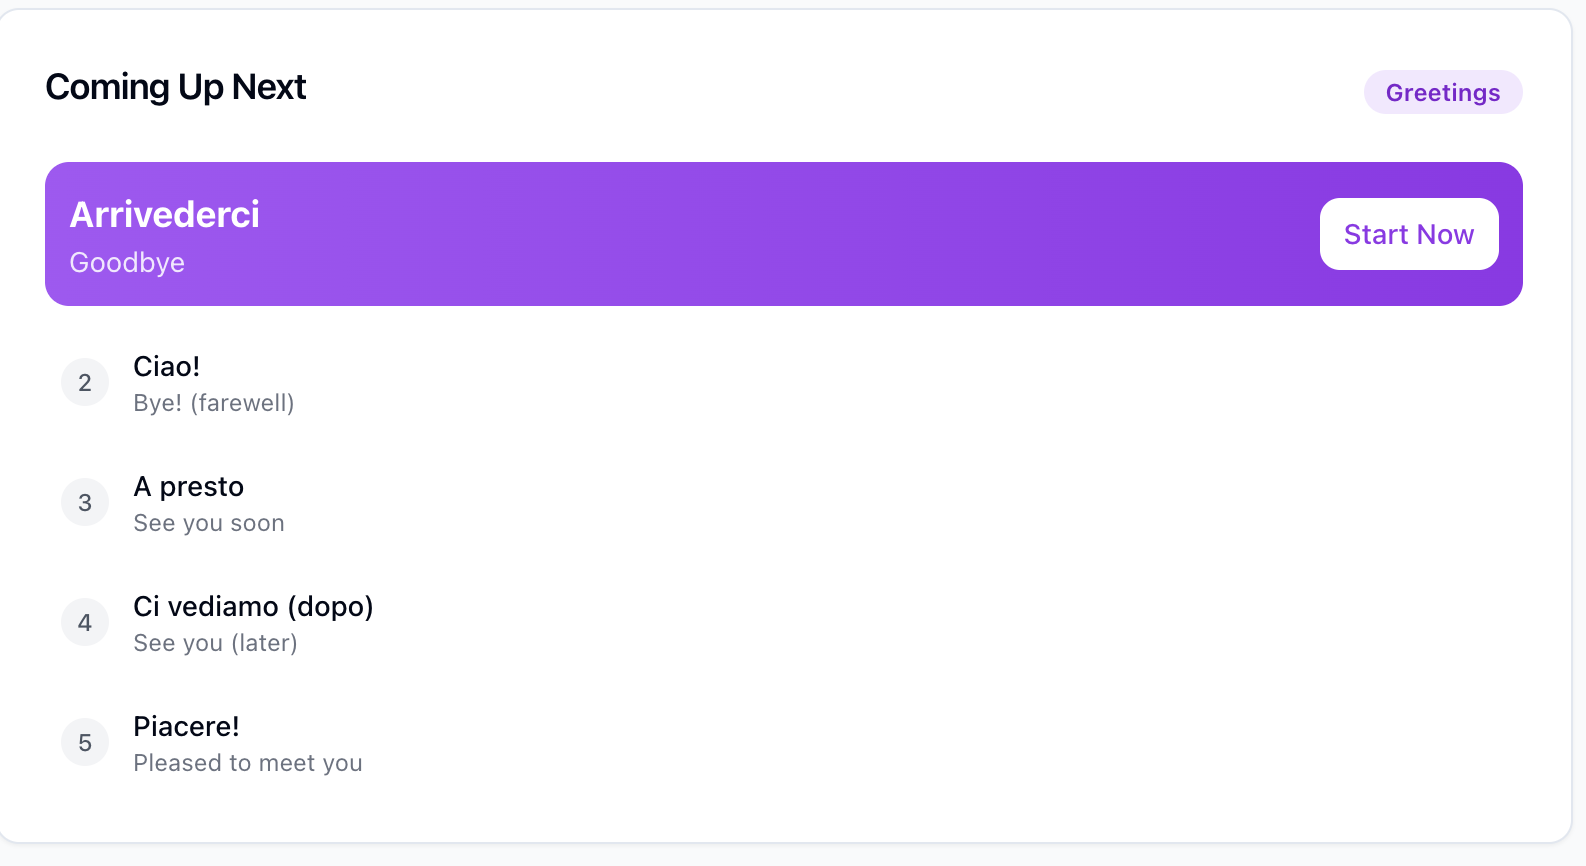 Coming Up Next
Greetings
Arrivederci
Goodbye
Start Now
2
Ciao!
Bye! (farewell)
3
A presto
See you soon
4
Ci vediamo (dopo)
See you (later)
5
Piacere!
Pleased to meet you